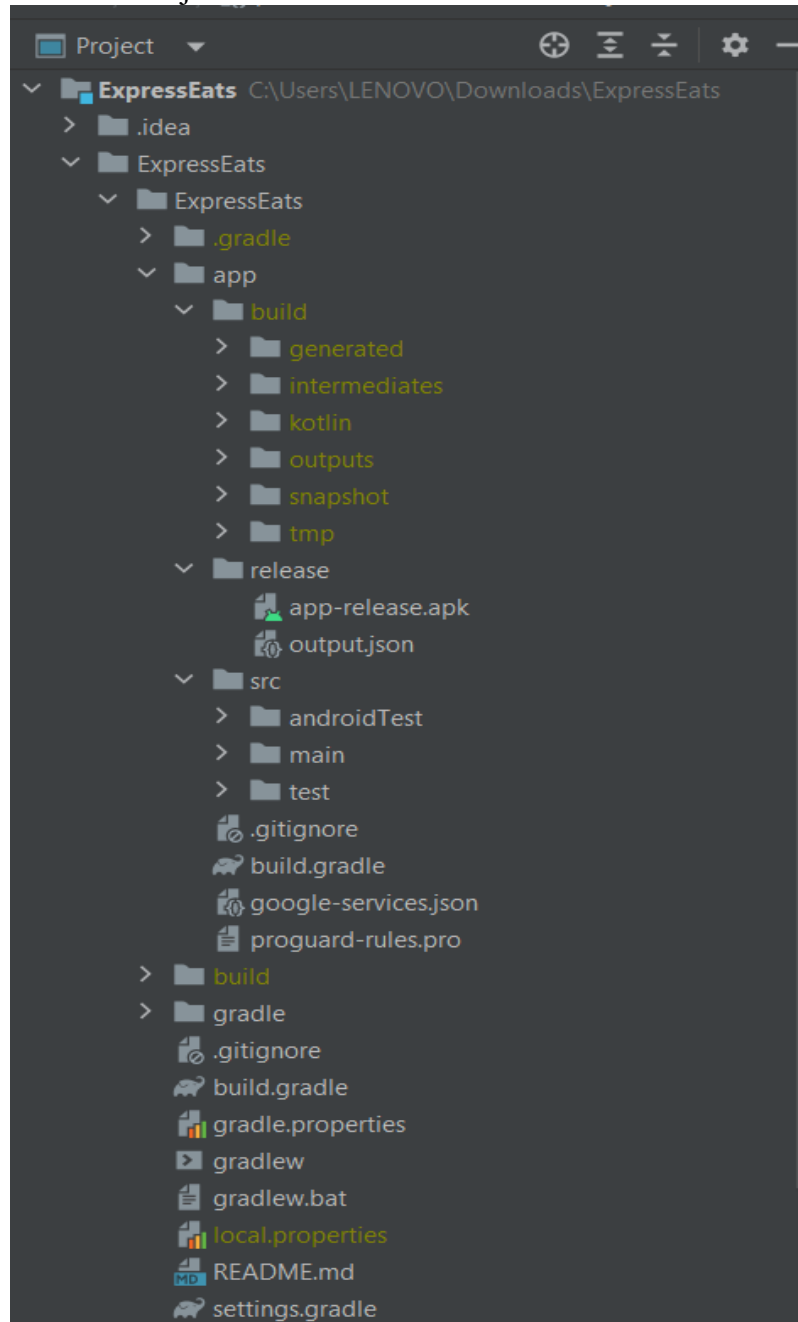 Project
ExpressEats C:\Users\LENOVO\Downloads\ExpressEats
.idea
ExpressEats
ExpressEats
.gradle
app
build
generated
intermediates
kotlin
outputs
snapshot
tmp
release
app-release.apk
output.json
src
androidTest
main
test
.gitignore
build.gradle
google-services.json
proguard-rules.pro
build
gradle
.gitignore
build.gradle
gradle.properties
gradlew
gradlew.bat
local.properties
README.md
settings.gradle